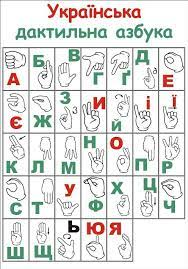 Українська
дактильна азбука
А Б В Г Ґ Д Е
Є Ж З И І Ї Й
К Л М Н О П Р
С Т У Ф Х Ц Ч
Ш Щ Ь Ю Я